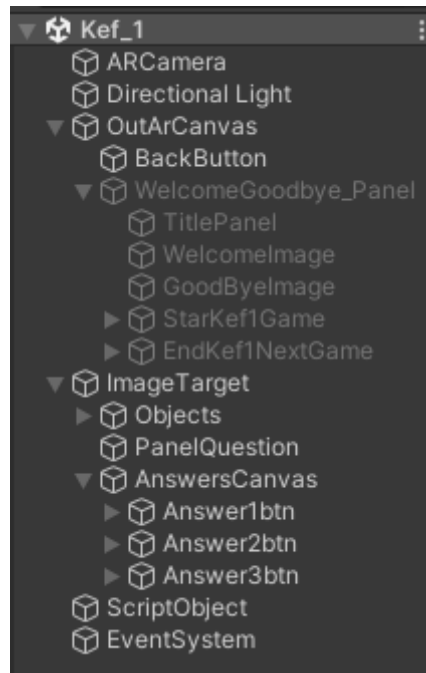 Kef_1
ARCamera
Directional Light
OutArCanvas
BackButton
WelcomeGoodbye_Panel
TitlePanel
WelcomeImage
GoodByeImage
StarKef1Game
EndKef1NextGame
ImageTarget
Objects
PanelQuestion
AnswersCanvas
Answer1btn
Answer2btn
Answer3btn
ScriptObject
EventSystem